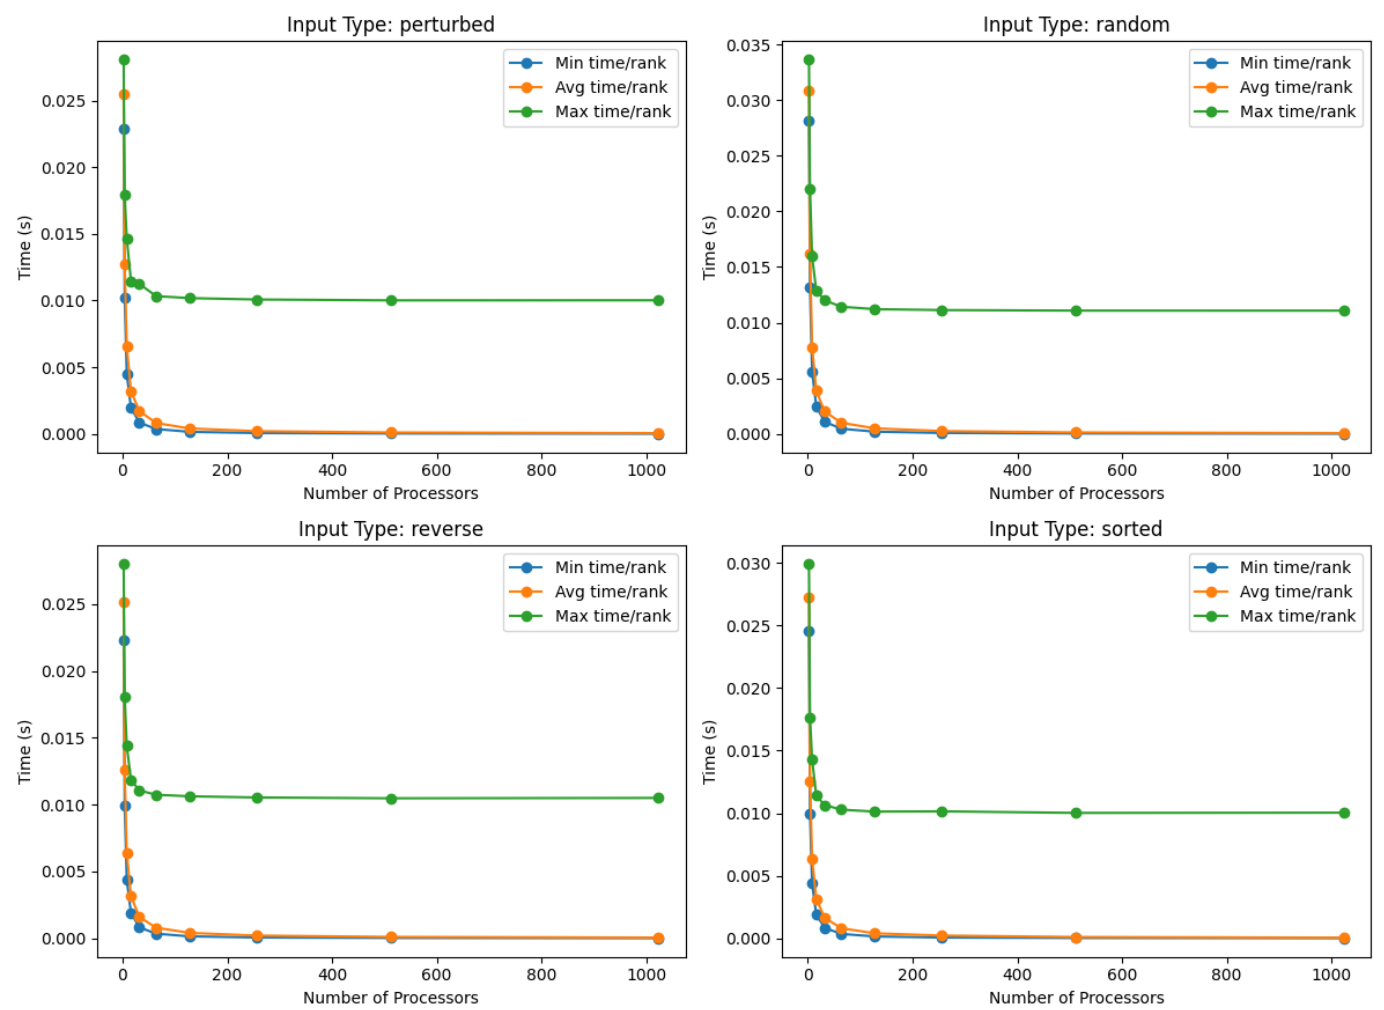 Input Type: perturbed
Time (s)
0.025
0.020
0.015
0.010
0.005
0.000
Min time/rank
Avg time/rank
Max time/rank
0 200 400 600 800 1000
Number of Processors
Input Type: random
Time (s)
0.035
0.030
0.025
0.020
0.015
0.010
0.005
0.000
Min time/rank
Avg time/rank
Max time/rank
0 200 400 600 800 1000
Number of Processors
Input Type: reverse
Time (s)
0.025
0.020
0.015
0.010
0.005
0.000
Min time/rank
Avg time/rank
Max time/rank
0 200 400 600 800 1000
Number of Processors
Input Type: sorted
Time (s)
0.030
0.025
0.020
0.015
0.010
0.005
0.000
Min time/rank
Avg time/rank
Max time/rank
0 200 400 600 800 1000
Number of Processors